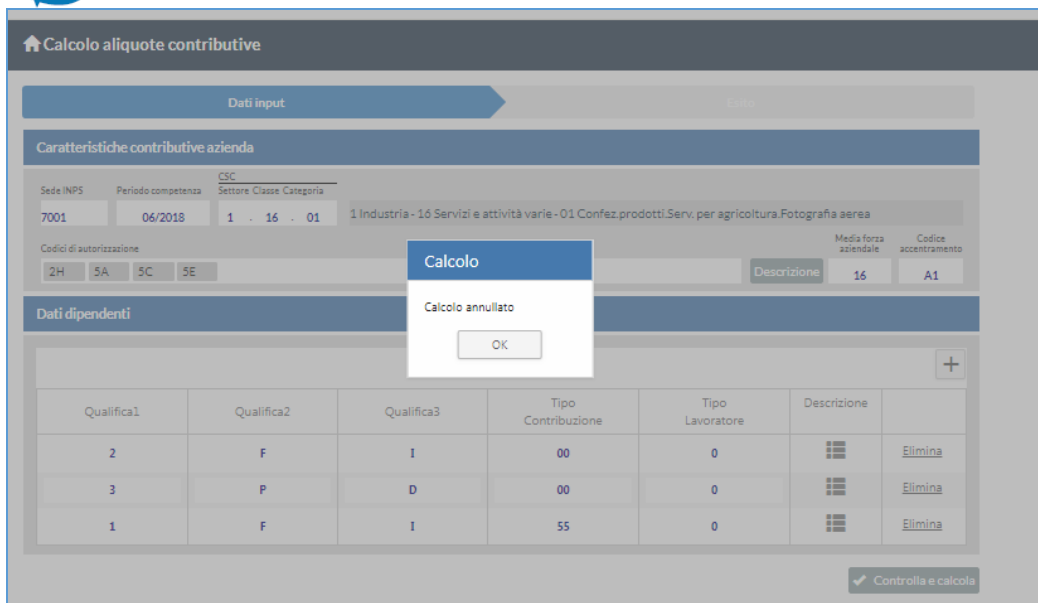 Calcolo aliquote contributive
Dati input
Esito
Caratteristiche contributive azienda
CSC
Sede INPS Periodo competenza Settore Classe Categoria
7001 06/2018 1 . 16 . 01 1 Industria - 16 Servizi e attività varie - 01 Confez.prodotti.Serv. per agricoltura.Fotografia aerea
Codici di autorizzazione Media forza aziendale Codice accentramento
2H 5A 5C 5E Descrizione 16 A1
Calcolo
Calcolo annullato
OK
Dati dipendenti
+
Qualifica1 Qualifica2 Qualifica3 Tipo Contribuzione Tipo Lavoratore Descrizione
2 F I 00 0 Elimina
3 P D 00 0 Elimina
1 F I 55 0 Elimina
Controlla e calcola